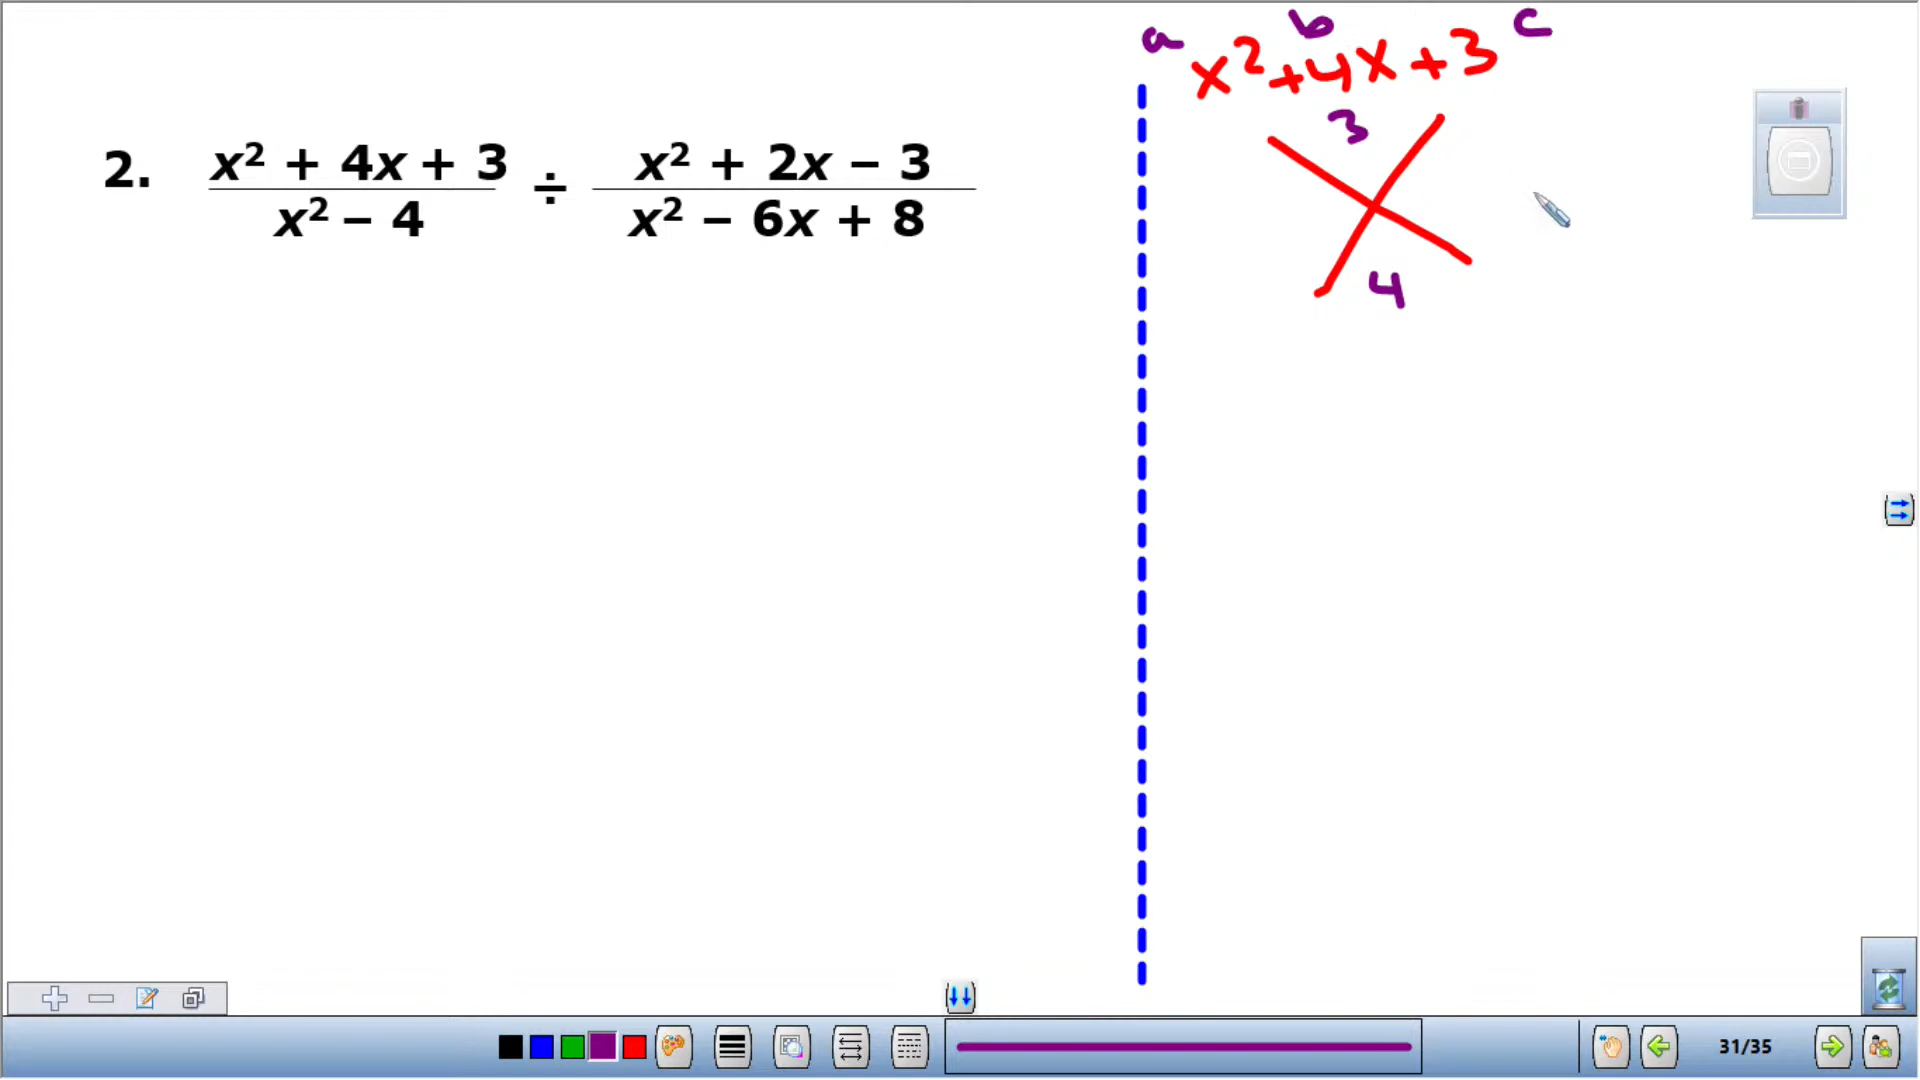 2. x² + 4x + 3 ÷ x² + 2x − 3
x² − 4 x² − 6x + 8
a b c
x² + 4x + 3
3
4
31/35